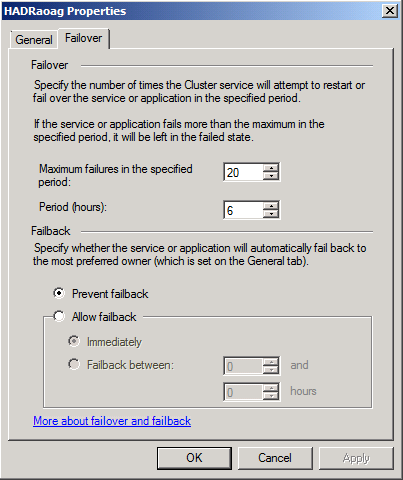 HADRaoag Properties
General
Failover
Failover
Specify the number of times the Cluster service will attempt to restart or
fail over the service or application in the specified period.
If the service or application fails more than the maximum in the
specified period, it will be left in the failed state.
Maximum failures in the specified
period:
20
Period (hours):
6
Failback
Specify whether the service or application will automatically fail back to
the most preferred owner (which is set on the General tab).
Prevent failback
Allow failback
Immediately
Failback between:
0
and
0
hours
More about failover and failback
OK
Cancel
Apply